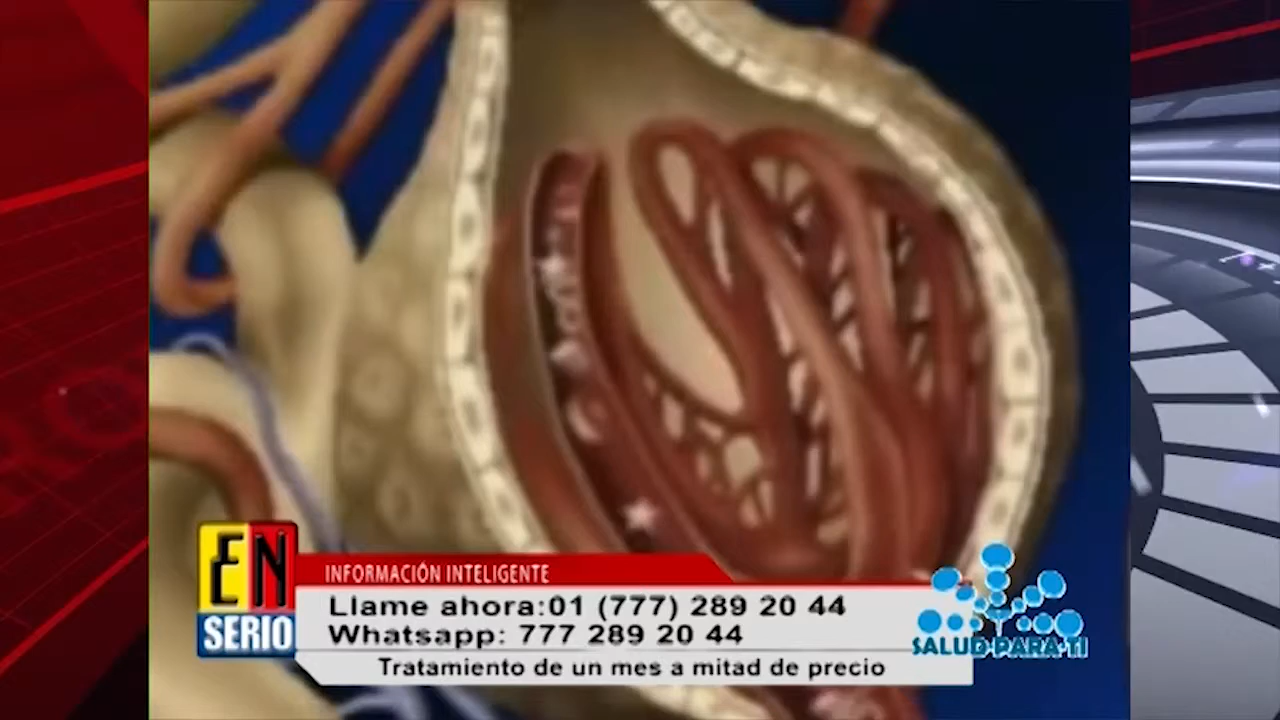 EN
SERIO
INFORMACIÓN INTELIGENTE
Llame ahora:01 (777) 289 20 44
Whatsapp: 777 289 20 44
Tratamiento de un mes a mitad de precio
SALUD PARA TI